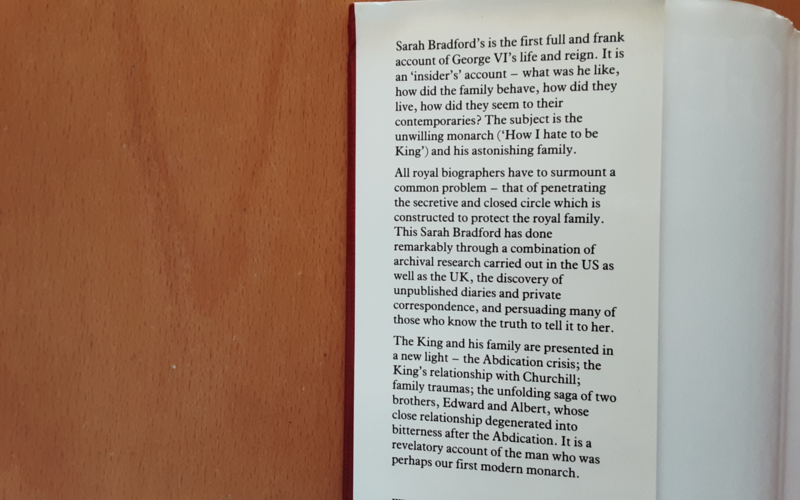 Sarah Bradford's is the first full and frank
account of George VI's life and reign. It is
an 'insider's' account – what was he like,
how did the family behave, how did they
live, how did they seem to their
contemporaries? The subject is the
unwilling monarch ('How I hate to be
King') and his astonishing family.
All royal biographers have to surmount a
common problem – that of penetrating
the secretive and closed circle which is
constructed to protect the royal family.
This Sarah Bradford has done
remarkably through a combination of
archival research carried out in the US as
well as the UK, the discovery of
unpublished diaries and private
correspondence, and persuading many of
those who know the truth to tell it to her.
The King and his family are presented in
a new light – the Abdication crisis; the
King's relationship with Churchill;
family traumas; the unfolding saga of two
brothers, Edward and Albert, whose
close relationship degenerated into
bitterness after the Abdication. It is a
revelatory account of the man who was
perhaps our first modern monarch.